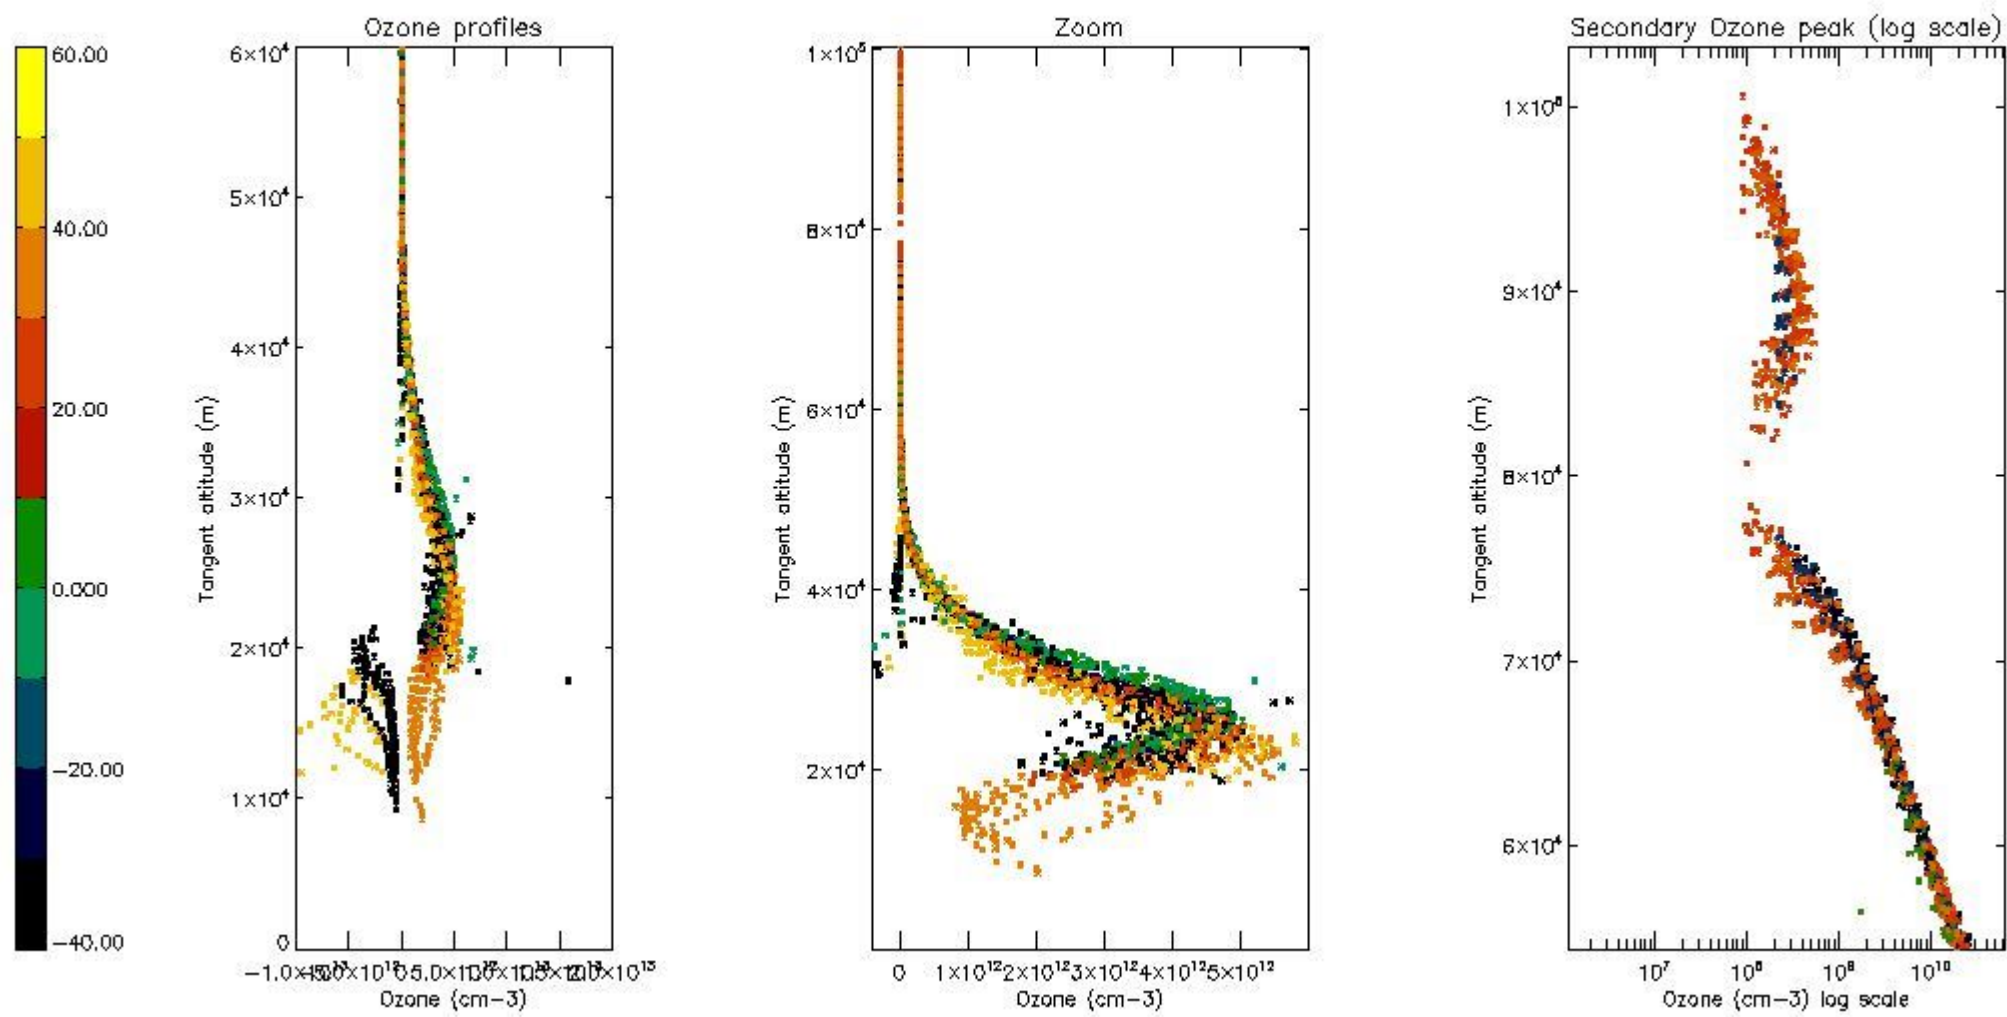 Ozone profiles
60.00
40.00
20.00
0.000
−20.00
−40.00
6×10⁴
5×10⁴
4×10⁴
3×10⁴
2×10⁴
1×10⁴
0
Tangent altitude (m)
Ozone (cm−3)
Zoom
1×10⁵
8×10⁴
6×10⁴
4×10⁴
2×10⁴
Tangent altitude (m)
0 1×10¹² 2×10¹² 3×10¹² 4×10¹² 5×10¹²
Ozone (cm−3)
Secondary Ozone peak (log scale)
1×10⁵
9×10⁴
8×10⁴
7×10⁴
6×10⁴
Tangent altitude (m)
10⁷ 10⁸ 10⁹ 10¹⁰
Ozone (cm−3) log scale